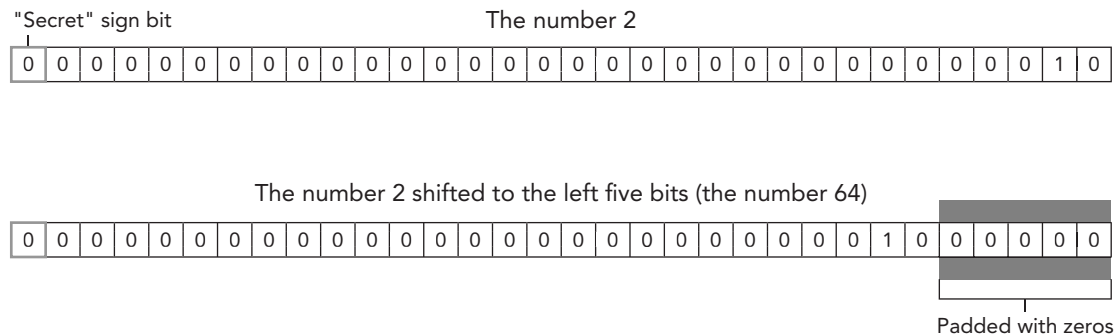 "Secret" sign bit
The number 2
0 0 0 0 0 0 0 0 0 0 0 0 0 0 0 0 0 0 0 0 0 0 0 0 0 0 0 0 0 0 1 0
The number 2 shifted to the left five bits (the number 64)
0 0 0 0 0 0 0 0 0 0 0 0 0 0 0 0 0 0 0 0 0 0 0 0 0 1 0 0 0 0 0 0
Padded with zeros